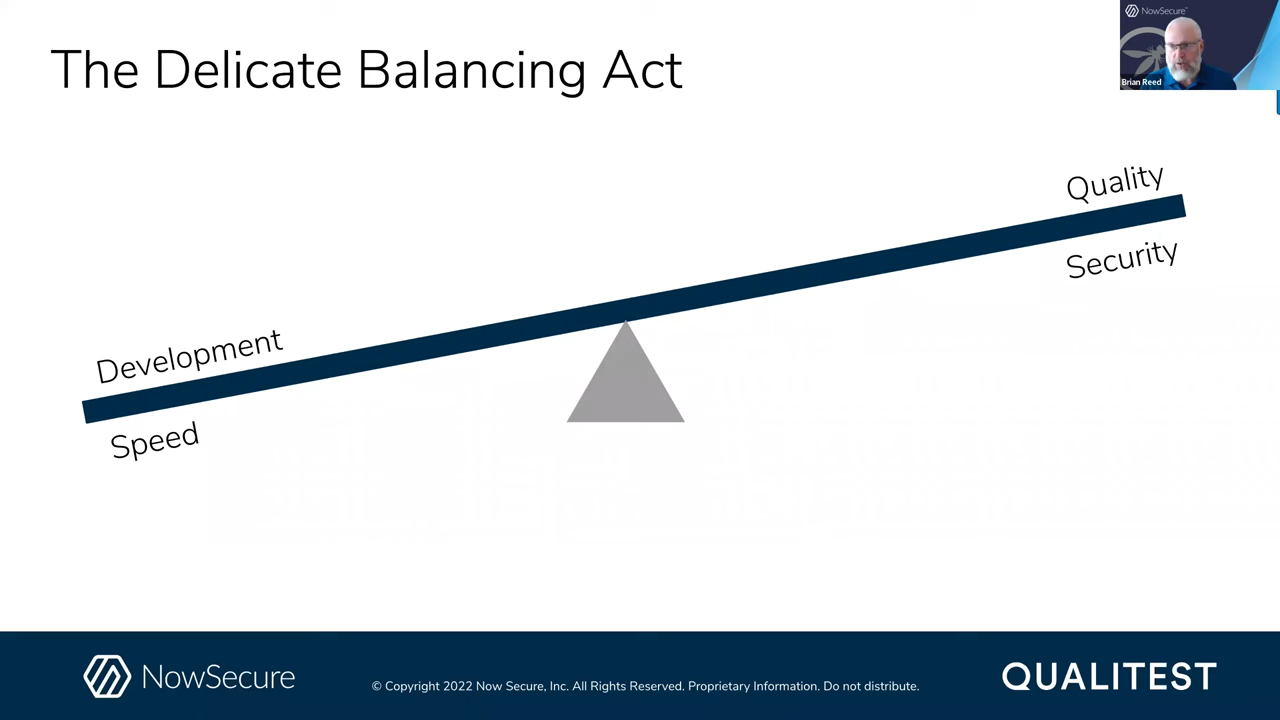 The Delicate Balancing Act
NowSecure™
Brian Reed
Quality
Security
Development
Speed
NowSecure
© Copyright 2022 Now Secure, Inc. All Rights Reserved. Proprietary Information. Do not distribute.
QUALITEST